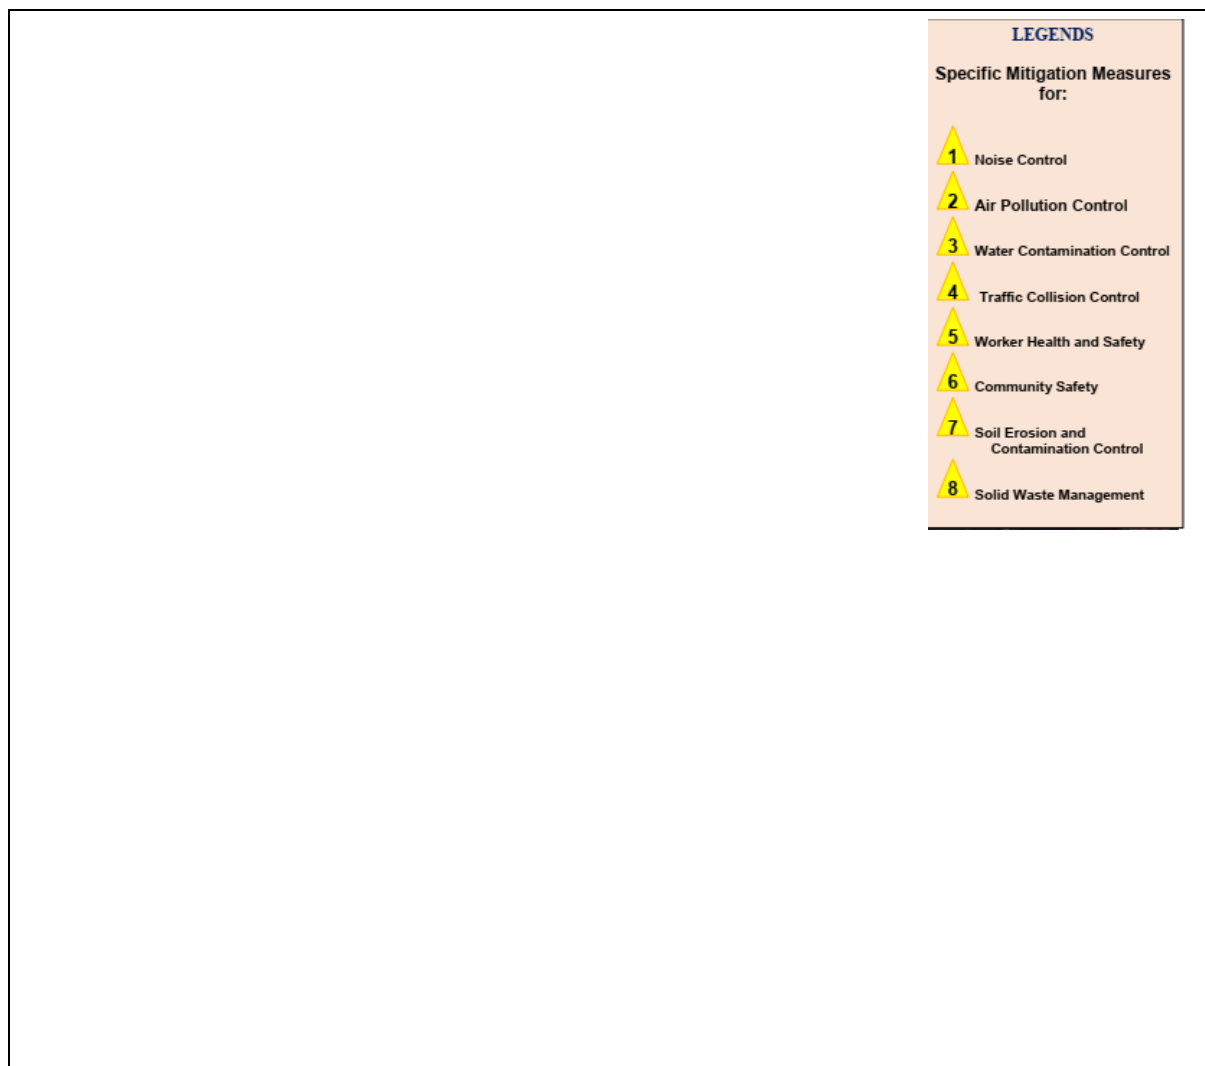 LEGENDS
Specific Mitigation Measures
for:
1 Noise Control
2 Air Pollution Control
3 Water Contamination Control
4 Traffic Collision Control
5 Worker Health and Safety
6 Community Safety
7 Soil Erosion and
Contamination Control
8 Solid Waste Management